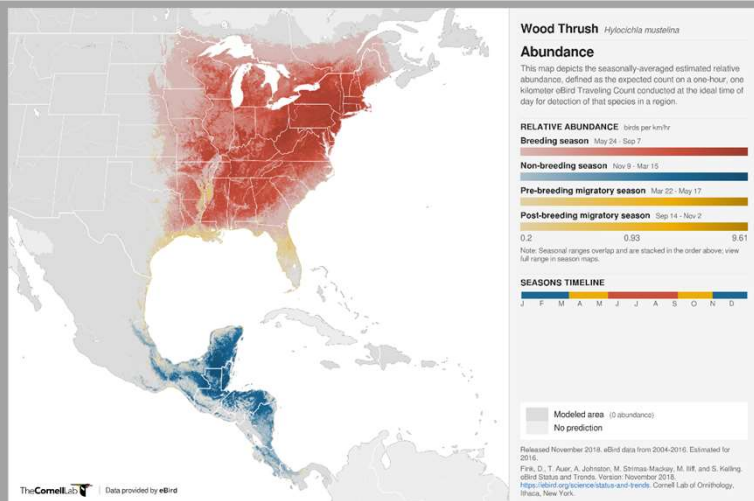 Wood Thrush Hylocichla mustelina
Abundance
This map depicts the seasonally-averaged estimated relative
abundance, defined as the expected count on a one-hour, one
kilometer eBird Traveling Count conducted at the ideal time of
day for detection of that species in a region.
RELATIVE ABUNDANCE birds per km/hr
Breeding season May 24 - Sep 7
Non-breeding season Nov 9 - Mar 15
Pre-breeding migratory season Mar 22 - May 17
Post-breeding migratory season Sep 14 - Nov 2
0.2 0.93 9.61
Note: Seasonal ranges overlap and are stacked in the order above; view
full range in season maps.
SEASONS TIMELINE
J F M A M J J A S O N D
Modeled area (0 abundance)
No prediction
Released November 2018. eBird data from 2004-2016. Estimated for
2016.
Fink, D., T. Auer, A. Johnston, M. Strimas-Mackey, M. Iliff, and S. Kelling.
eBird Status and Trends. Version: November 2018.
https://ebird.org/science/status-and-trends. Cornell Lab of Ornithology,
Ithaca, New York.
TheCornellLab Data provided by eBird